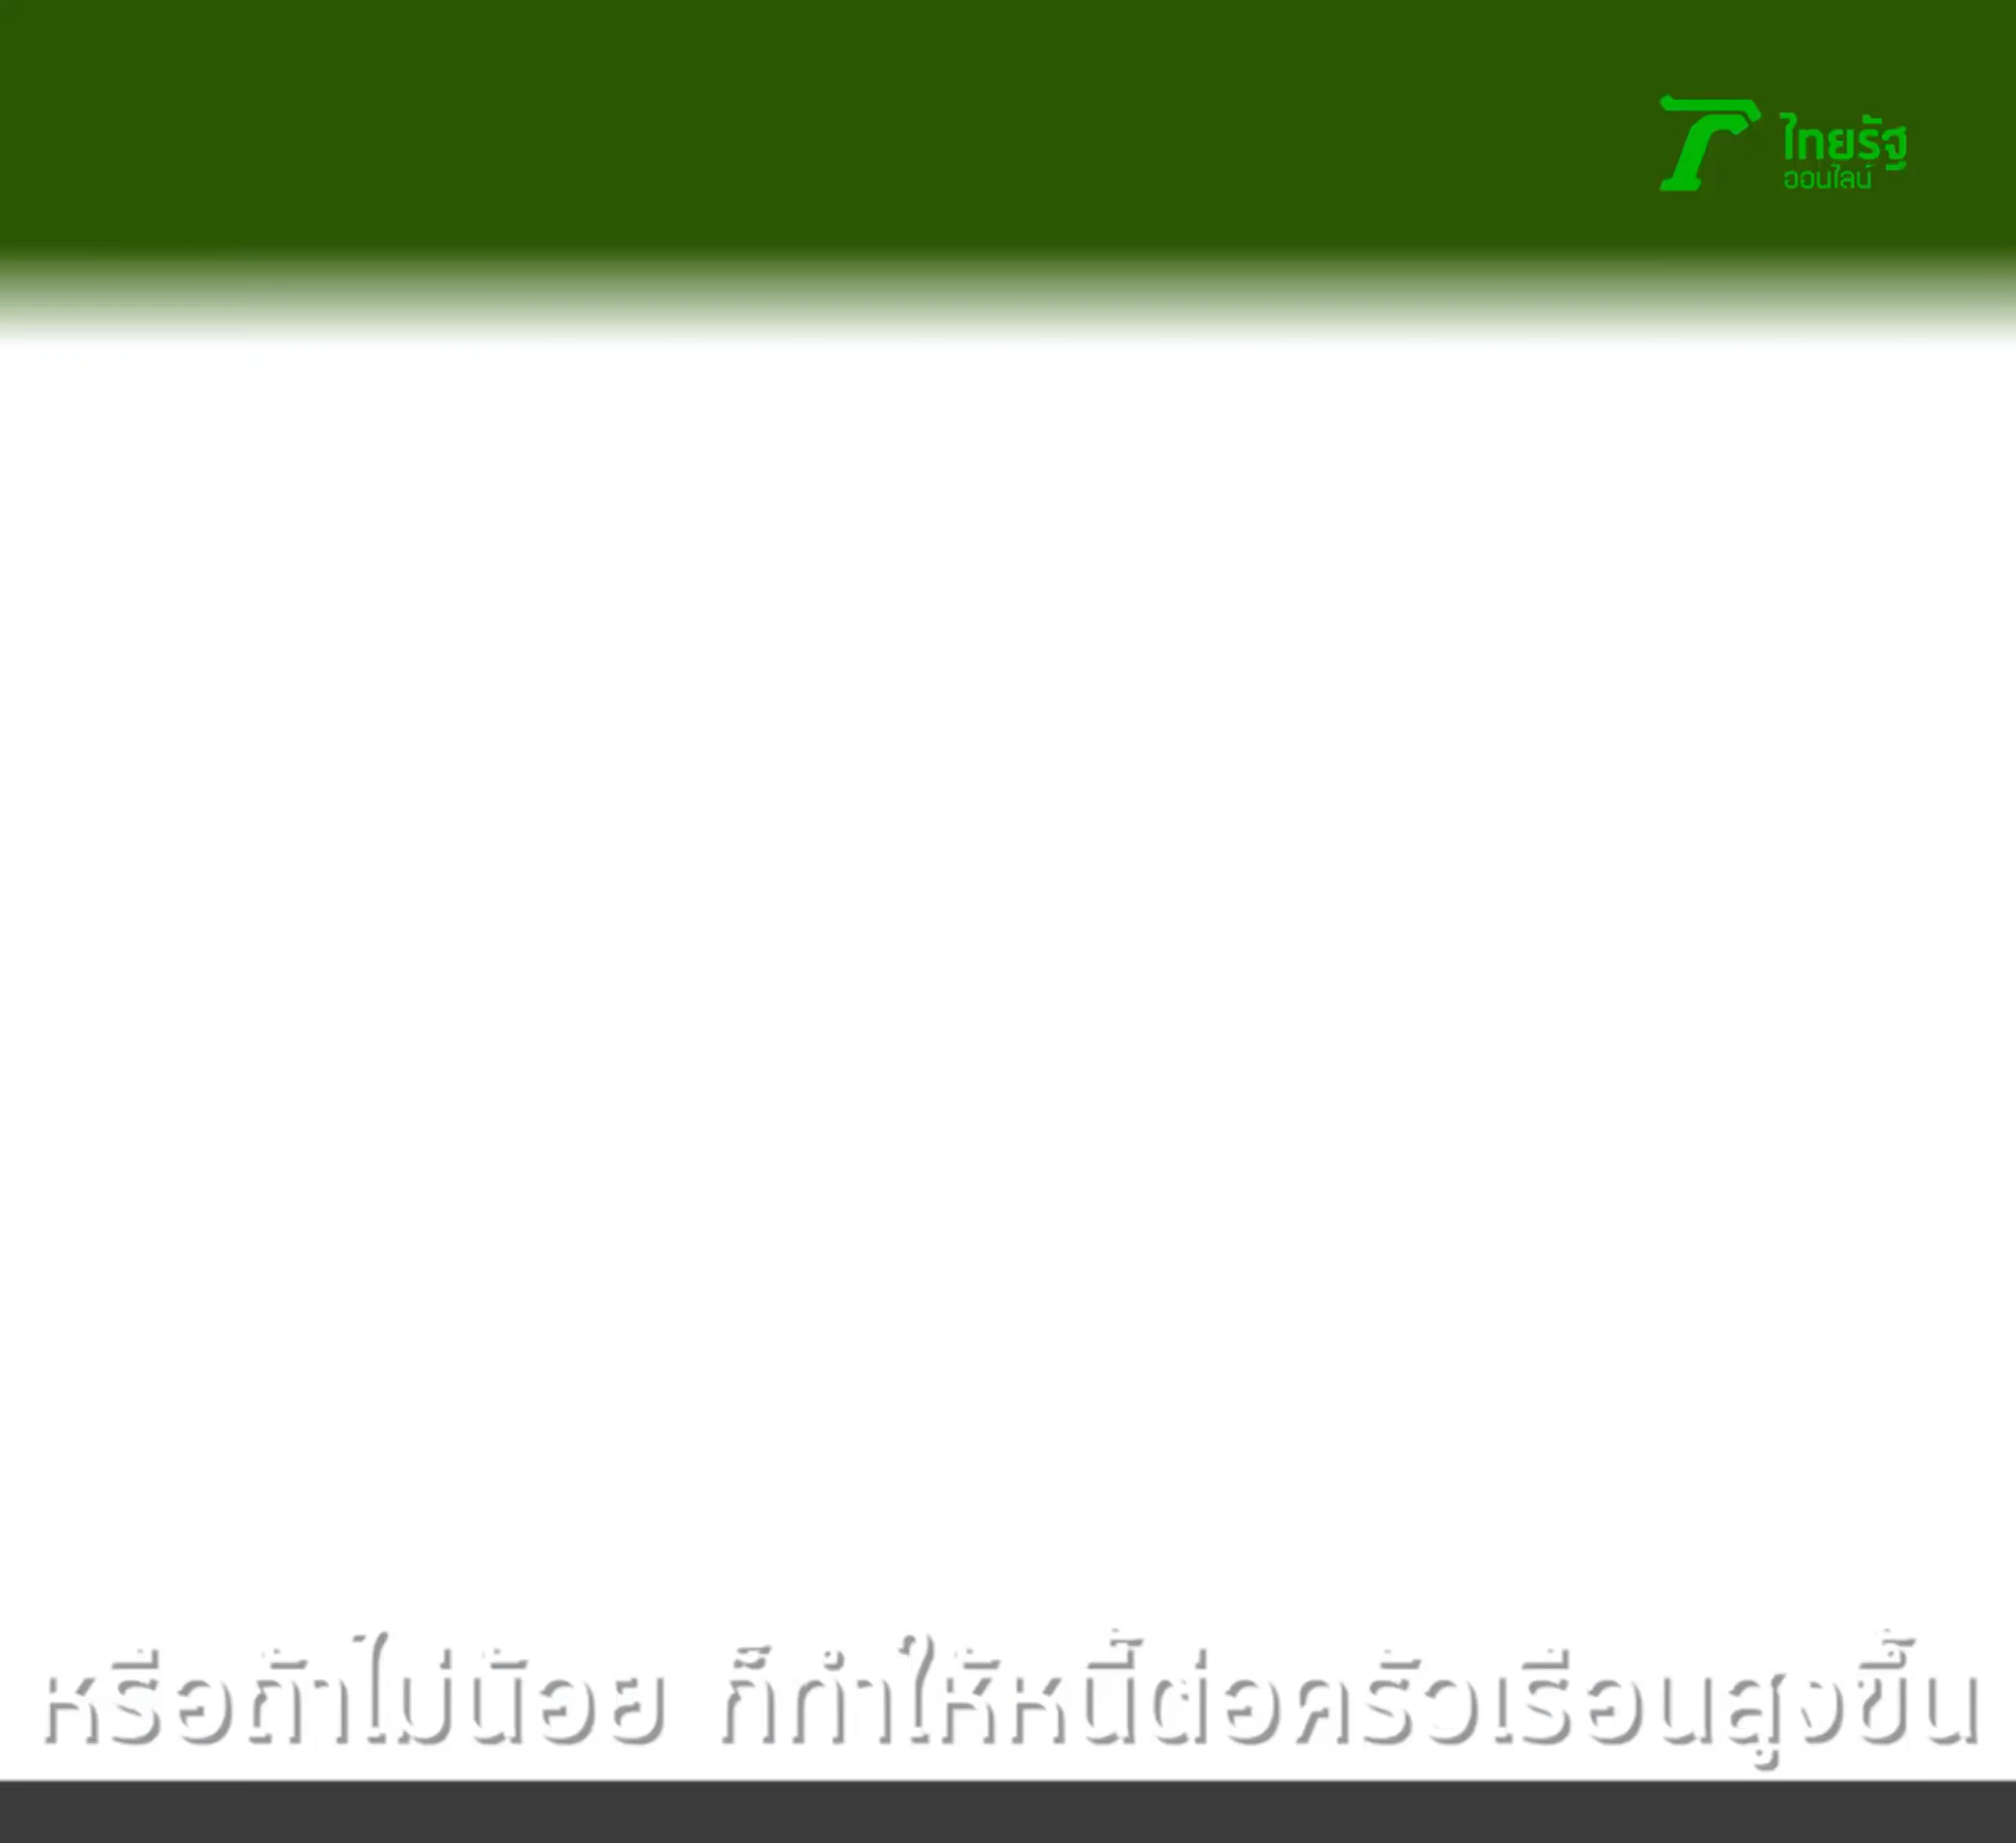 ไทยรัฐ
ออนไลน์
หรือถ้าไม่น้อย ก็ทำให้หนี้ต่อครัวเรือนสูงขึ้น